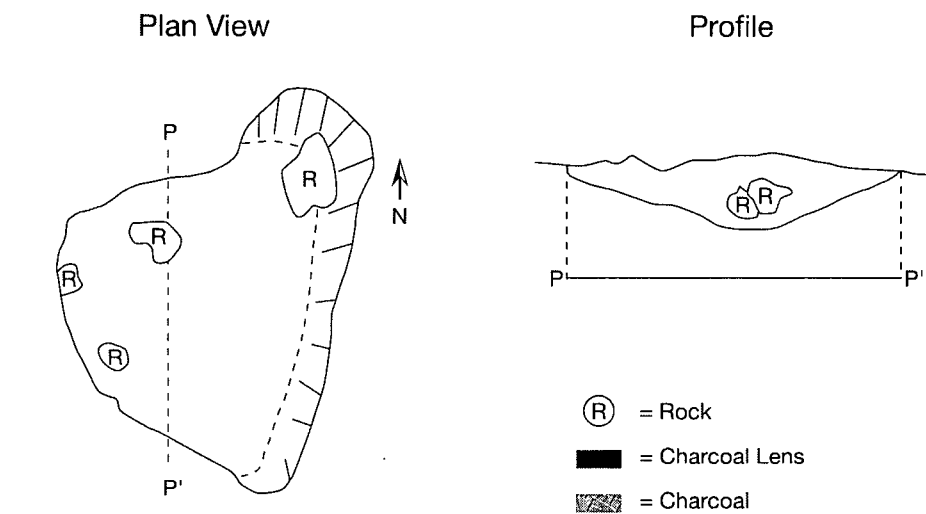 Plan View
P
R
R
R
R
P'
N
Profile
R R
P P'
R = Rock
= Charcoal Lens
= Charcoal